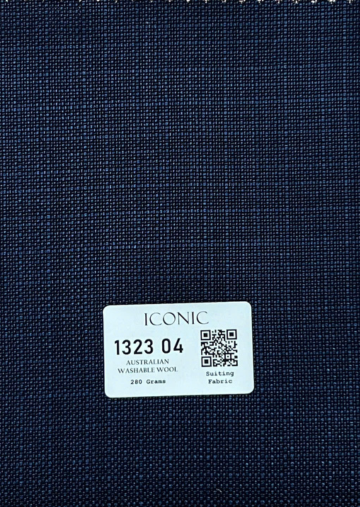 ICONIC
1323 04
AUSTRALIAN
WASHABLE WOOL
280 Grams
Suiting
Fabric